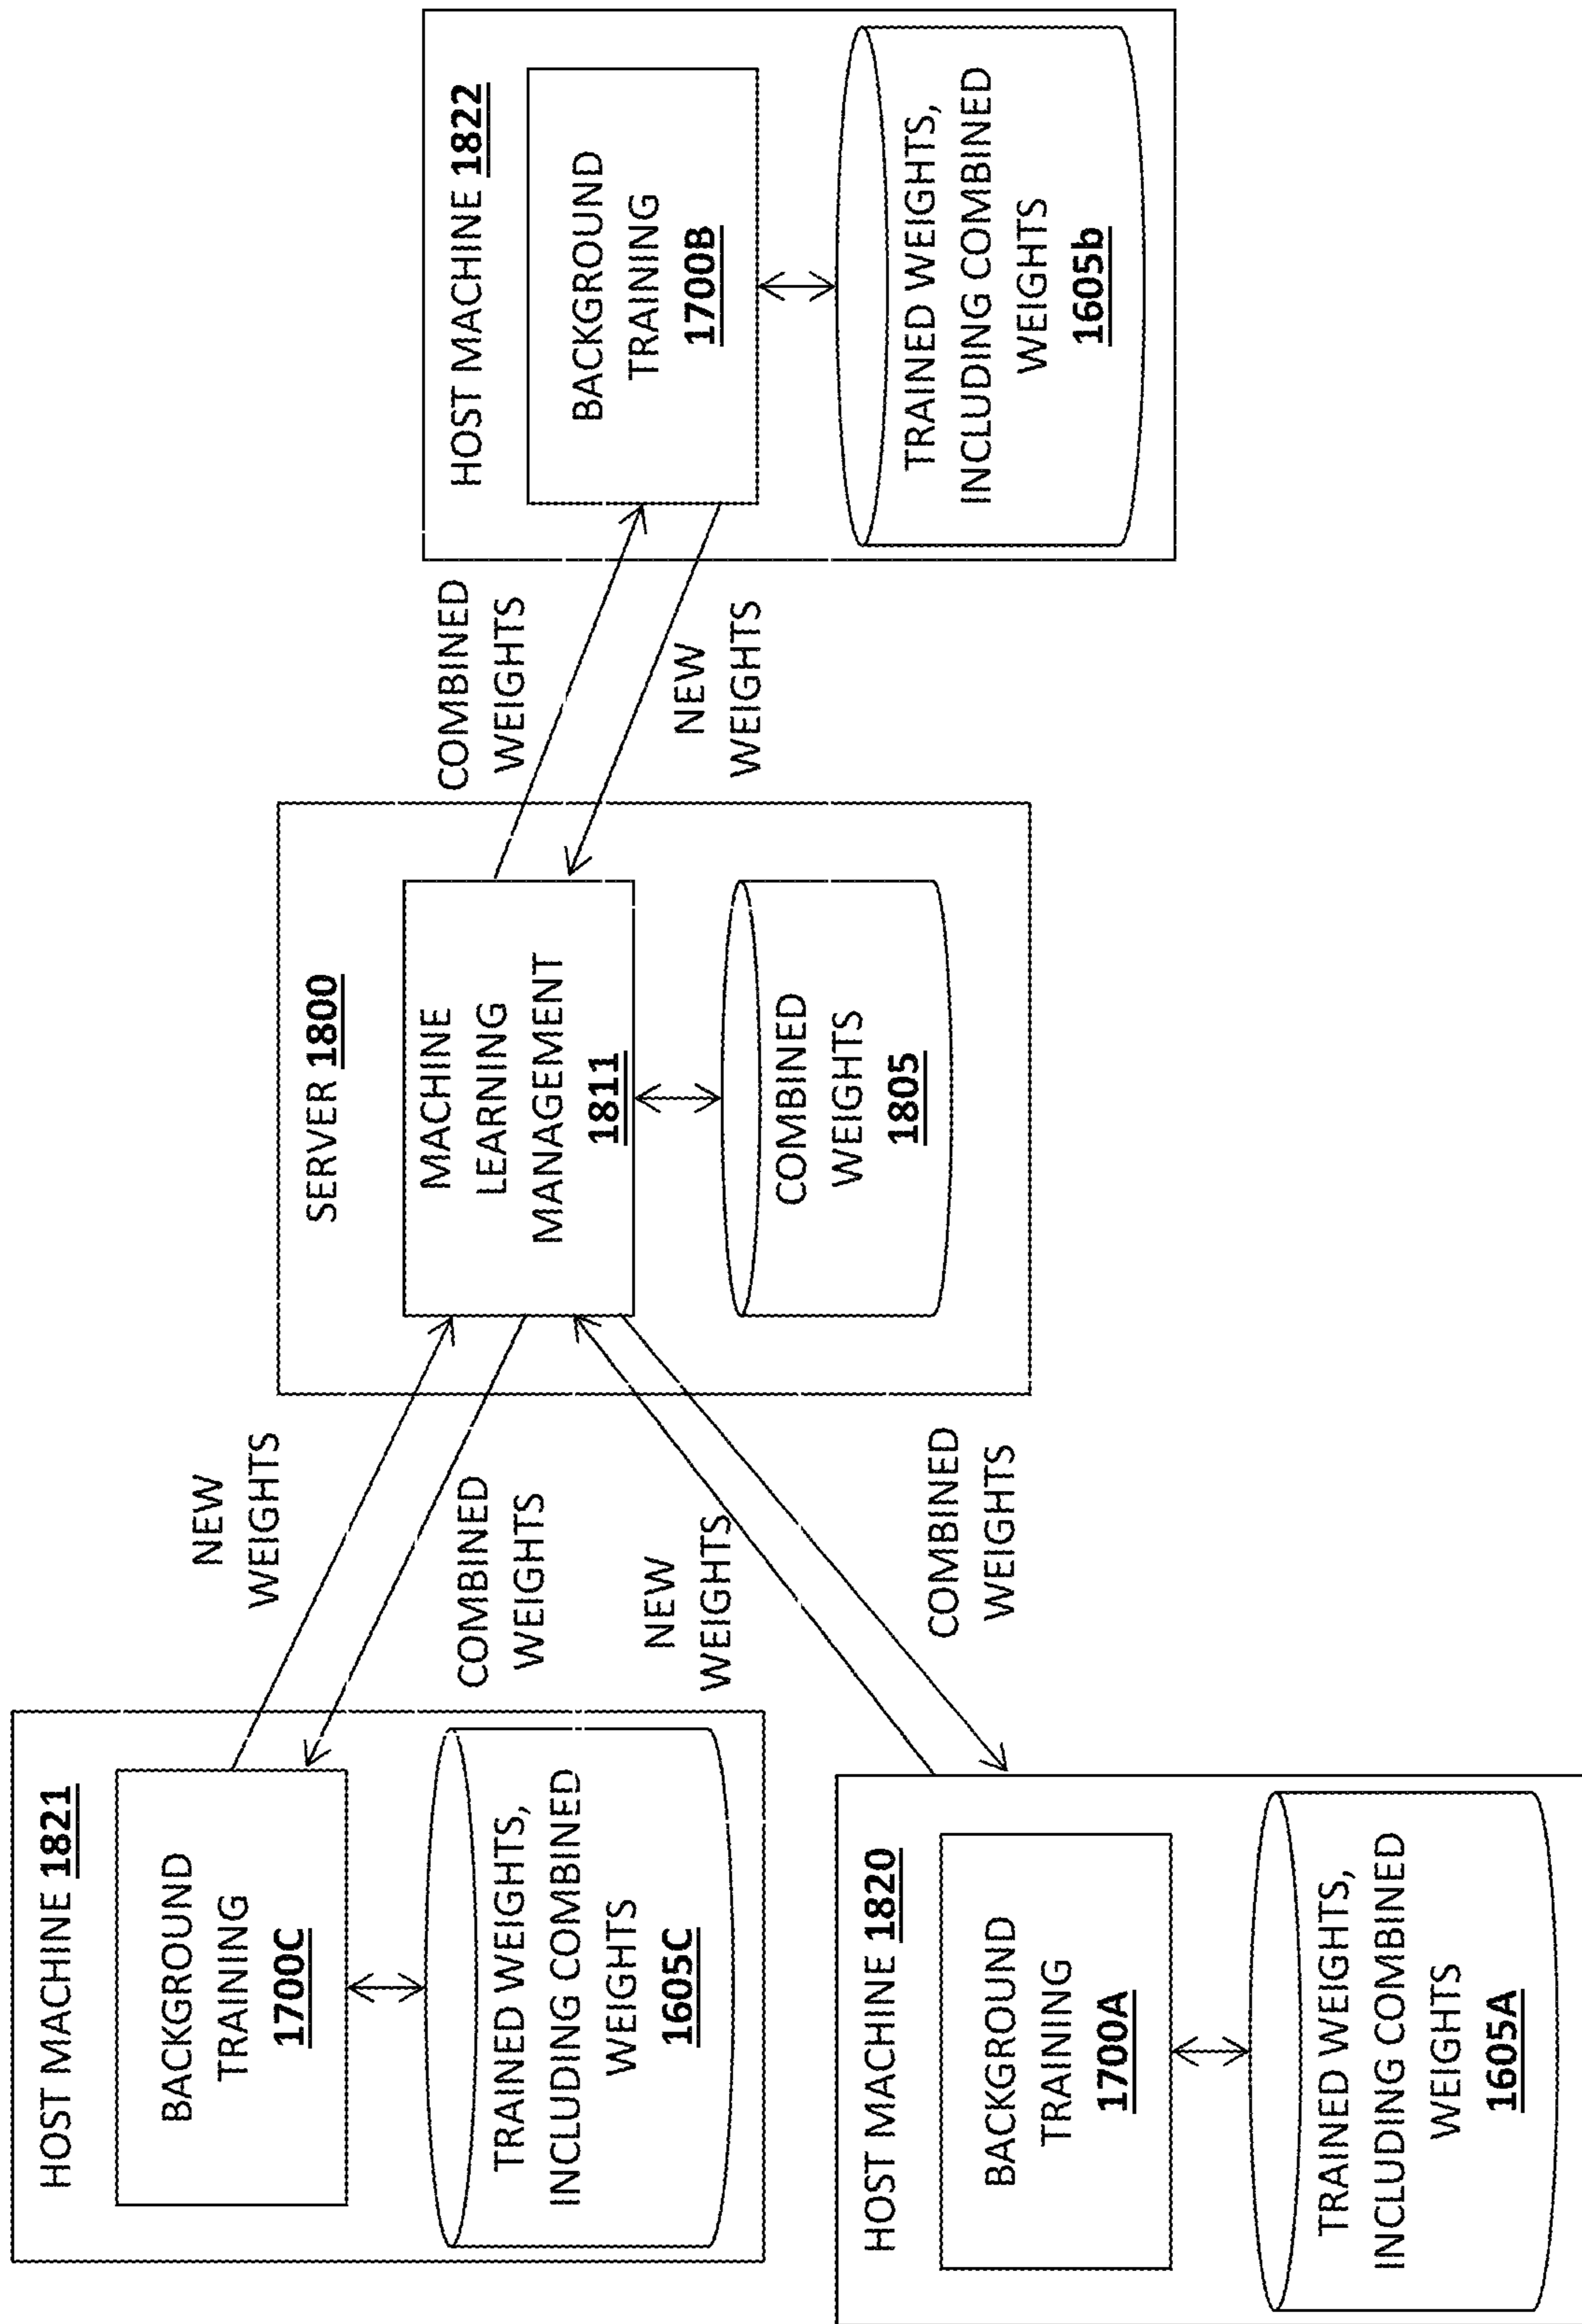 HOST MACHINE 1821
BACKGROUND
TRAINING
1700C
TRAINED WEIGHTS,
INCLUDING COMBINED
WEIGHTS
1605C
NEW
WEIGHTS
COMBINED
WEIGHTS
HOST MACHINE 1820
BACKGROUND
TRAINING
1700A
TRAINED WEIGHTS,
INCLUDING COMBINED
WEIGHTS
1605A
NEW
WEIGHTS
COMBINED
WEIGHTS
SERVER 1800
MACHINE
LEARNING
MANAGEMENT
1811
COMBINED
WEIGHTS
1805
COMBINED
WEIGHTS
NEW
WEIGHTS
HOST MACHINE 1822
BACKGROUND
TRAINING
1700B
TRAINED WEIGHTS,
INCLUDING COMBINED
WEIGHTS
1605b